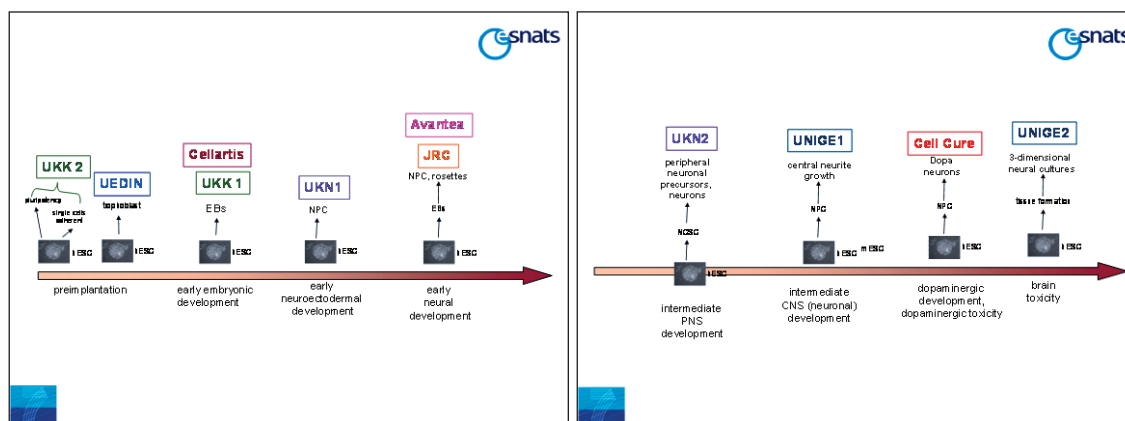 esnats
Avantea
Cellartis
JRC
UKK 2
UEDIN
UKK 1
UKN1
NPC, rosettes
pluripotency
single cells
adherent
trophoblast
EBs
NPC
EBs
hESC
hESC
hESC
hESC
hESC
preimplantation
early embryonic
development
early
neuroectodermal
development
early
neural
development
esnats
UKN2
UNIGE1
Cell Cure
UNIGE2
peripheral
neuronal
precursors,
neurons
central neurite
growth
Dopa
neurons
3-dimensional
neural cultures
NCSC
NPC
NPC
tissue formation
hESC
hESC
mESC
hESC
hESC
intermediate
PNS
development
intermediate
CNS (neuronal)
development
dopaminergic
development,
dopaminergic toxicity
brain
toxicity